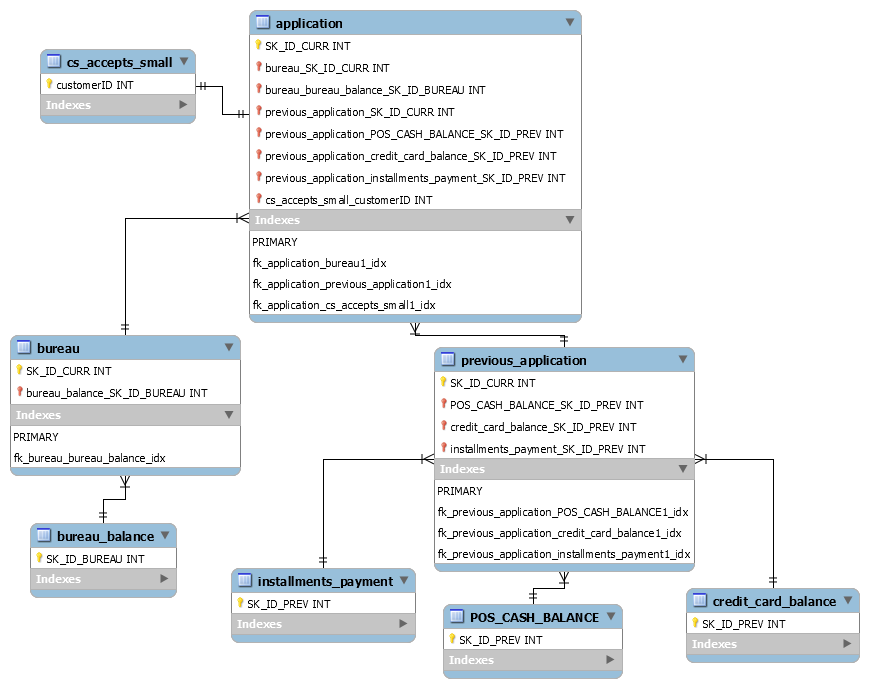 application
SK_ID_CURR INT
bureau_SK_ID_CURR INT
bureau_bureau_balance_SK_ID_BUREAU INT
previous_application_SK_ID_CURR INT
previous_application_POS_CASH_BALANCE_SK_ID_PREV INT
previous_application_credit_card_balance_SK_ID_PREV INT
previous_application_installments_payment_SK_ID_PREV INT
cs_accepts_small_customerID INT
Indexes
PRIMARY
fk_application_bureau1_idx
fk_application_previous_application1_idx
fk_application_cs_accepts_small1_idx
cs_accepts_small
customerID INT
Indexes
bureau
SK_ID_CURR INT
bureau_balance_SK_ID_BUREAU INT
Indexes
PRIMARY
fk_bureau_bureau_balance_idx
previous_application
SK_ID_CURR INT
POS_CASH_BALANCE_SK_ID_PREV INT
credit_card_balance_SK_ID_PREV INT
installments_payment_SK_ID_PREV INT
Indexes
PRIMARY
fk_previous_application_POS_CASH_BALANCE1_idx
fk_previous_application_credit_card_balance1_idx
fk_previous_application_installments_payment1_idx
bureau_balance
SK_ID_BUREAU INT
Indexes
installments_payment
SK_ID_PREV INT
Indexes
POS_CASH_BALANCE
SK_ID_PREV INT
Indexes
credit_card_balance
SK_ID_PREV INT
Indexes